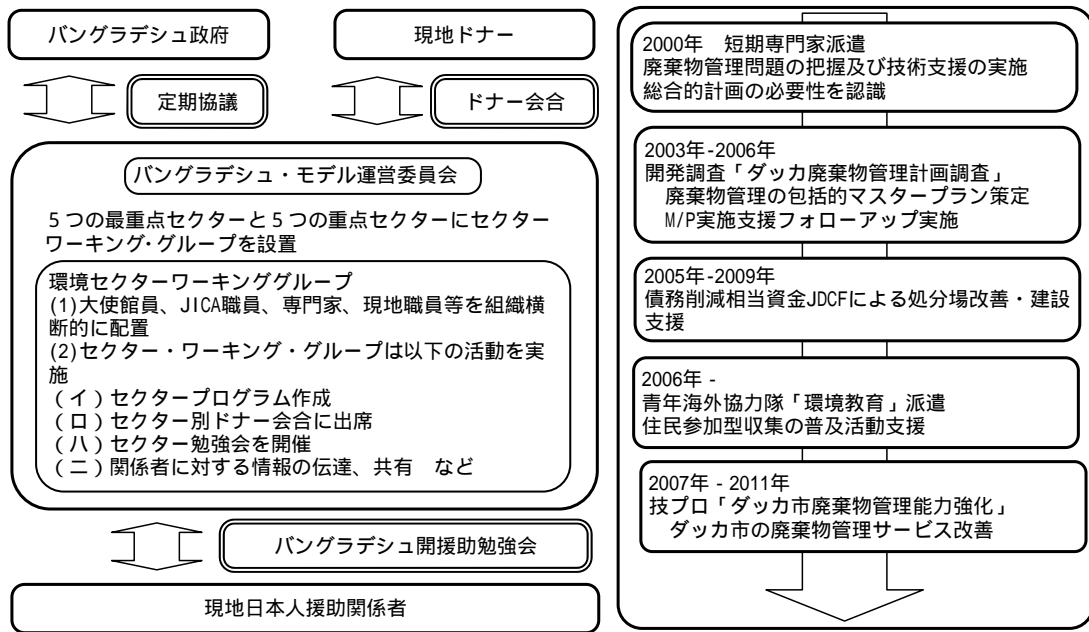 バングラデシュ政府
現地ドナー
定期協議
ドナー会合
バングラデシュ・モデル運営委員会
５つの最重点セクターと５つの重点セクターにセクター
ワーキング・グループを設置
環境セクターワーキンググループ
(1)大使館員、JICA職員、専門家、現地職員等を組織横
断的に配置
(2)セクター・ワーキング・グループは以下の活動を実
施
（イ）セクタープログラム作成
（ロ）セクター別ドナー会合に出席
（ハ）セクター勉強会を開催
（ニ）関係者に対する情報の伝達、共有　など
バングラデシュ開援助勉強会
現地日本人援助関係者
2000年　短期専門家派遣
廃棄物管理問題の把握及び技術支援の実施
総合的計画の必要性を認識
2003年-2006年
開発調査「ダッカ廃棄物管理計画調査」
廃棄物管理の包括的マスタープラン策定
M/P実施支援フォローアップ実施
2005年-2009年
債務削減相当資金JDCFによる処分場改善・建設
支援
2006年 -
青年海外協力隊「環境教育」派遣
住民参加型収集の普及活動支援
2007年 - 2011年
技プロ「ダッカ市廃棄物管理能力強化」
ダッカ市の廃棄物管理サービス改善